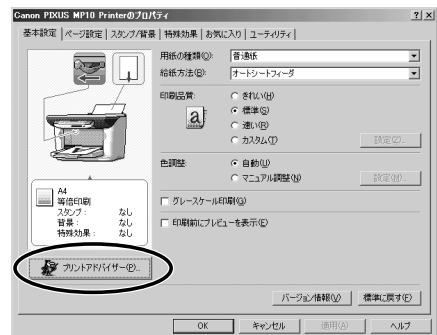 Canon PIXUS MP10 Printerのプロパティ
基本設定 ページ設定 スタンプ/背景 特殊効果 お気に入り ユーティリティ
用紙の種類(O): 普通紙
給紙方法(B): オートシートフィーダ
印刷品質:
a
きれい(H)
標準(S)
速い(R)
カスタム(T) 設定(Z)...
色調整: 自動(U)
マニュアル調整(N) 設定(M)...
グレースケール印刷(G)
印刷前にプレビューを表示(E)
A4
等倍印刷
スタンプ: なし
背景: なし
特殊効果: なし
プリントアドバイザー(P)...
バージョン情報(V) 標準に戻す(F)
OK キャンセル 適用(A) ヘルプ